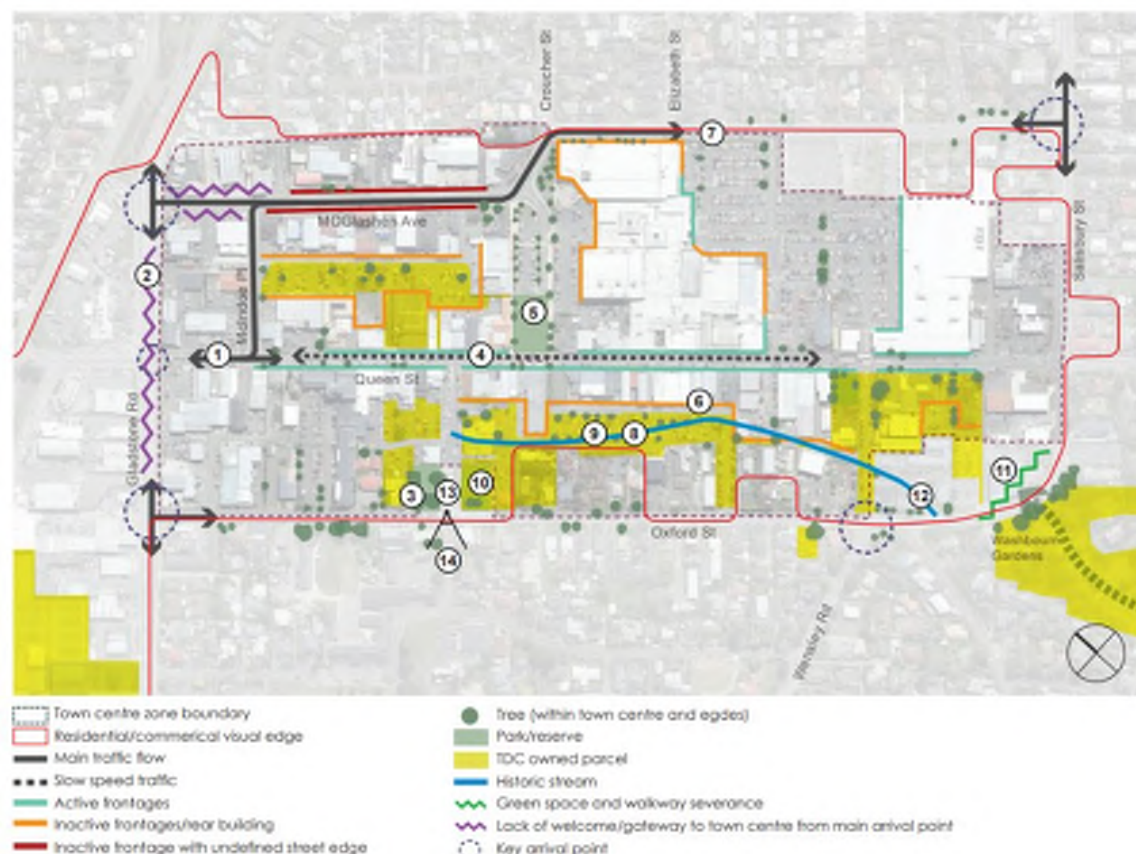 Croucher St
Elizabeth St
7
McGlashen Ave
Salisbury St
2
McIndoe Pl
5
1
4
Queen St
Gladstone Rd
6
9
8
3
13
10
11
12
Oxford St
14
Washbourn
Gardens
Wensley Rd
Town centre zone boundary
Residential/commerical visual edge
Main traffic flow
Slow speed traffic
Active frontages
Inactive frontages/rear building
Inactive frontage with undefined street edge
Tree (within town centre and egdes)
Park/reserve
TDC owned parcel
Historic stream
Green space and walkway severance
Lack of welcome/gateway to town centre from main arrival point
Key arrival point